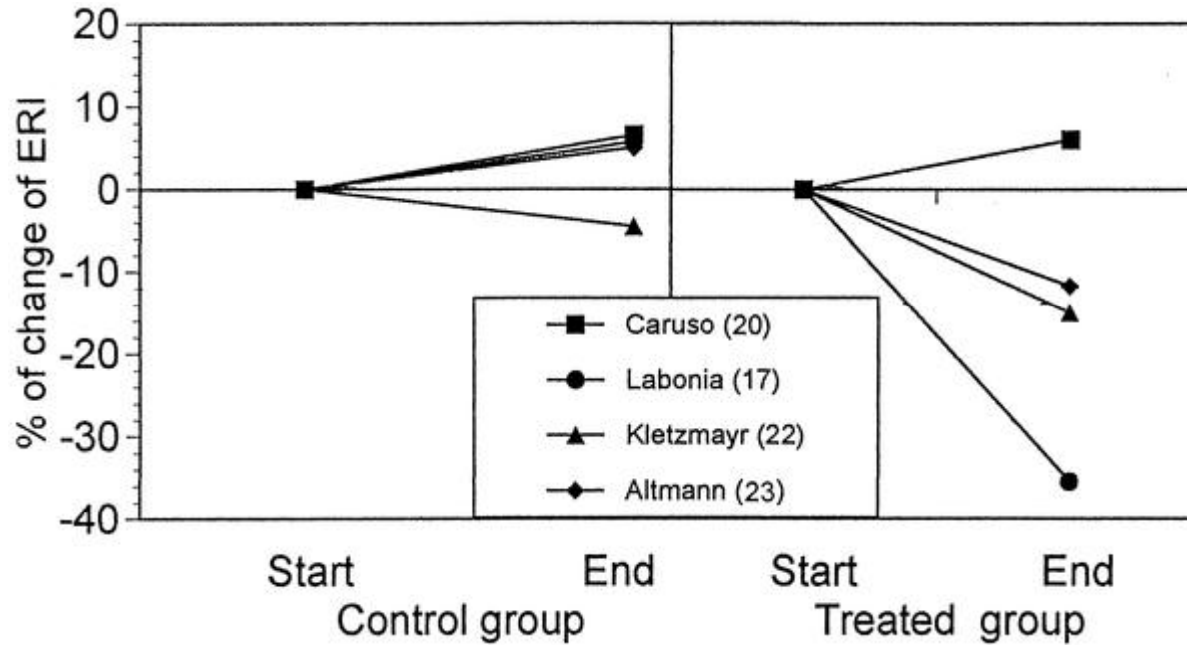 20
10
0
-10
-20
-30
-40
% of change of ERI
Caruso (20)
Labonia (17)
Kletzmayr (22)
Altmann (23)
Start End Start End
Control group Treated group